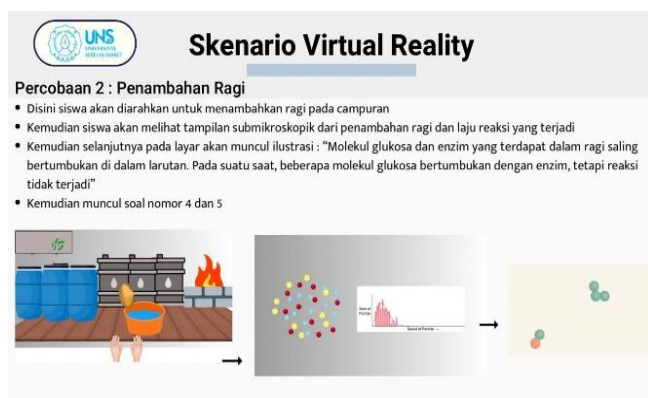 UNS
UNIVERSITAS
SEBELAS MARET
Skenario Virtual Reality
Percobaan 2 : Penambahan Ragi
• Disini siswa akan diarahkan untuk menambahkan ragi pada campuran
• Kemudian siswa akan melihat tampilan submikroskopik dari penambahan ragi dan laju reaksi yang terjadi
• Kemudian selanjutnya pada layar akan muncul ilustrasi : “Molekul glukosa dan enzim yang terdapat dalam ragi saling
bertumbukan di dalam larutan. Pada suatu saat, beberapa molekul glukosa bertumbukan dengan enzim, tetapi reaksi
tidak terjadi”
• Kemudian muncul soal nomor 4 dan 5